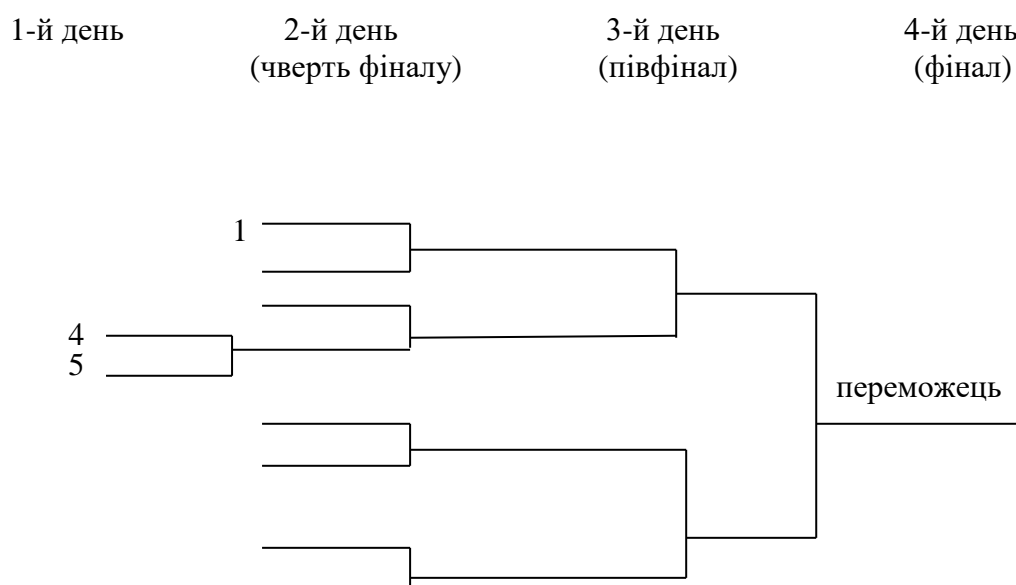 1-й день 2-й день 3-й день 4-й день
(чверть фіналу) (півфінал) (фінал)
1
4
5
переможець